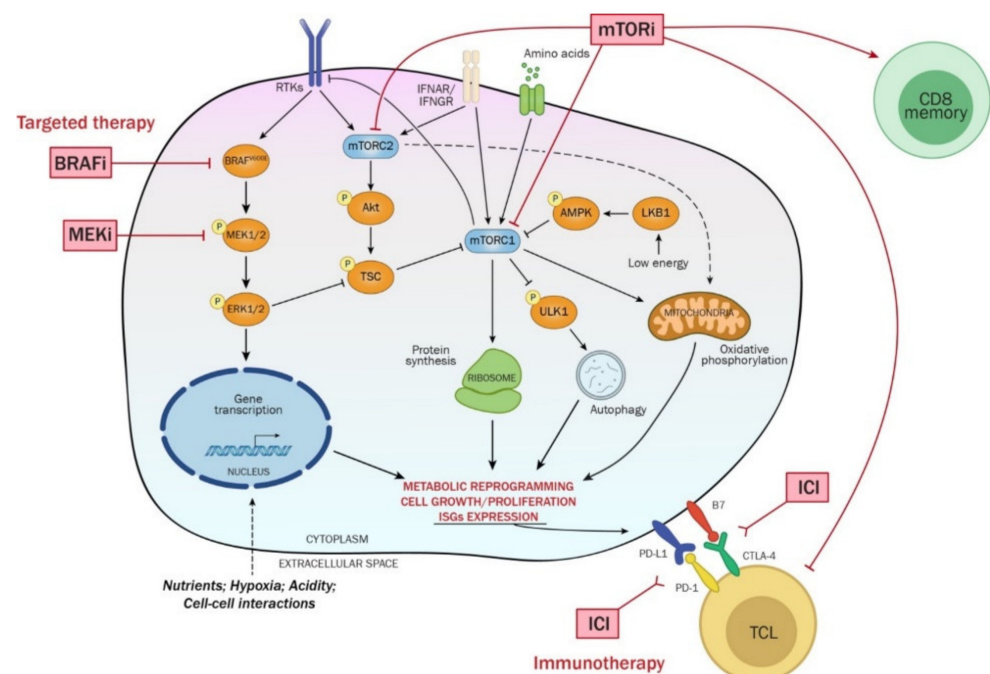 mTORi
Amino acids
RTKs
IFNAR/
IFNGR
CD8
memory
Targeted therapy
BRAFi
BRAFV600E
mTORC2
P
Akt
P
AMPK
LKB1
MEKi
P
MEK1/2
mTORC1
Low energy
P
TSC
P
ERK1/2
P
ULK1
MITOCHONDRIA
Oxidative
phosphorylation
Protein
synthesis
RIBOSOME
Autophagy
Gene
transcription
NUCLEUS
METABOLIC REPROGRAMMING
CELL GROWTH/PROLIFERATION
ISGs EXPRESSION
ICI
B7
CYTOPLASM
PD-L1
CTLA-4
EXTRACELLULAR SPACE
Nutrients; Hypoxia; Acidity;
Cell-cell interactions
PD-1
ICI
TCL
Immunotherapy